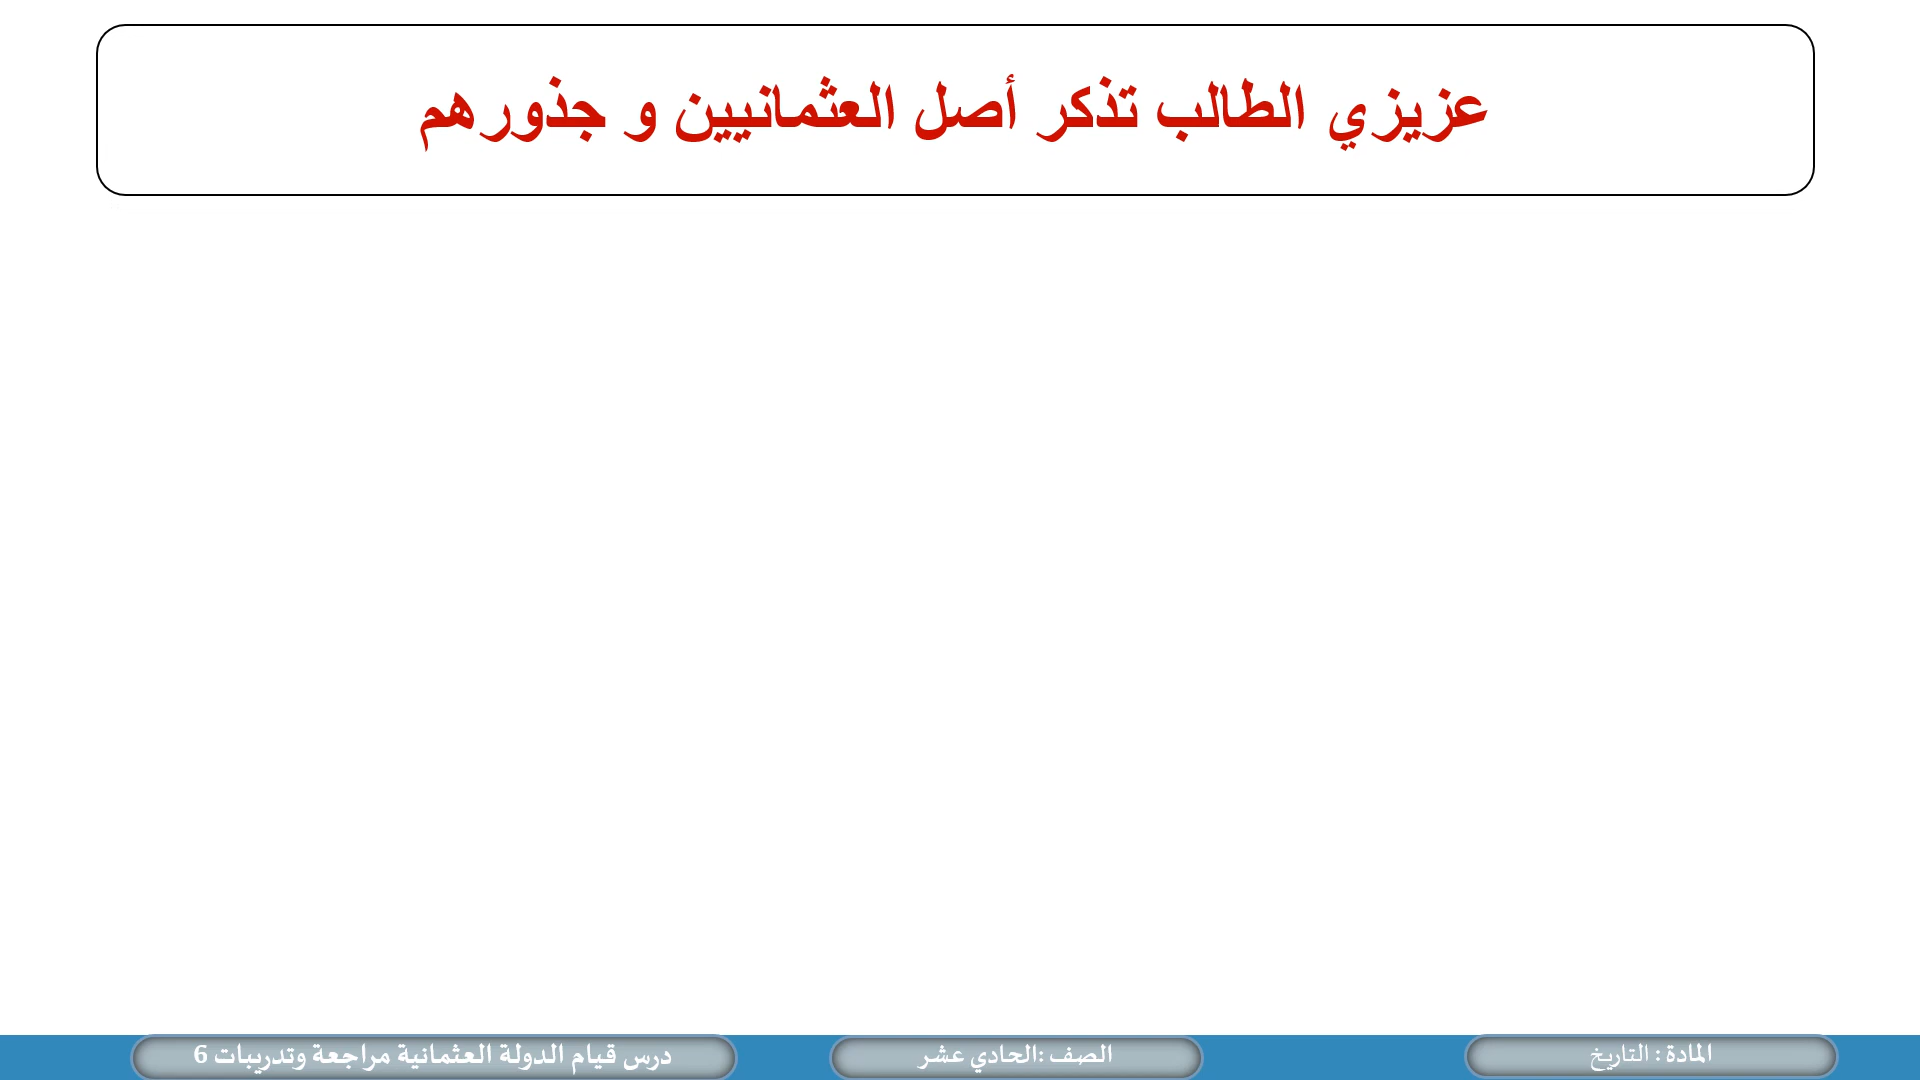 عزيزي الطالب تذكر أصل العثمانيين و جذورهم
المادة : التاريخ
الصف :الحادي عشر
درس قيام الدولة العثمانية مراجعة وتدريبات 6